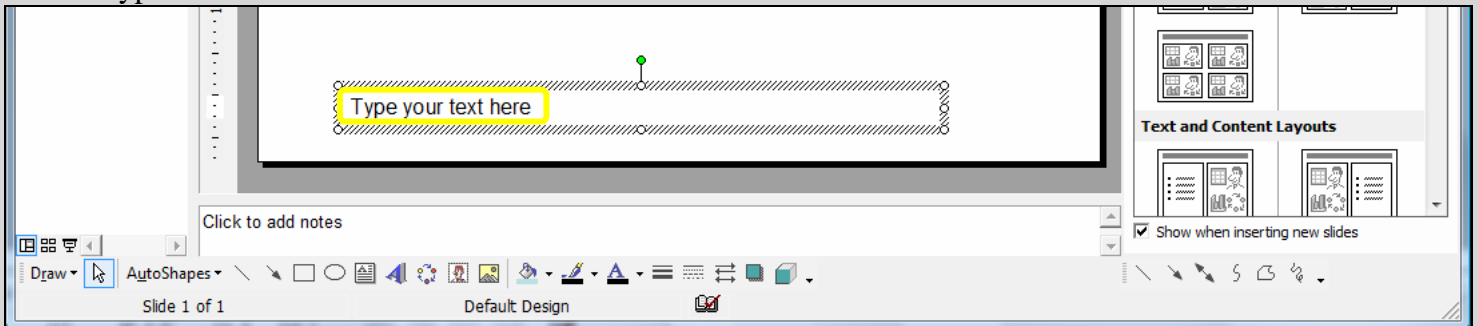 Type your text here
Text and Content Layouts
Click to add notes
Show when inserting new slides
Draw AutoShapes
Slide 1 of 1 Default Design